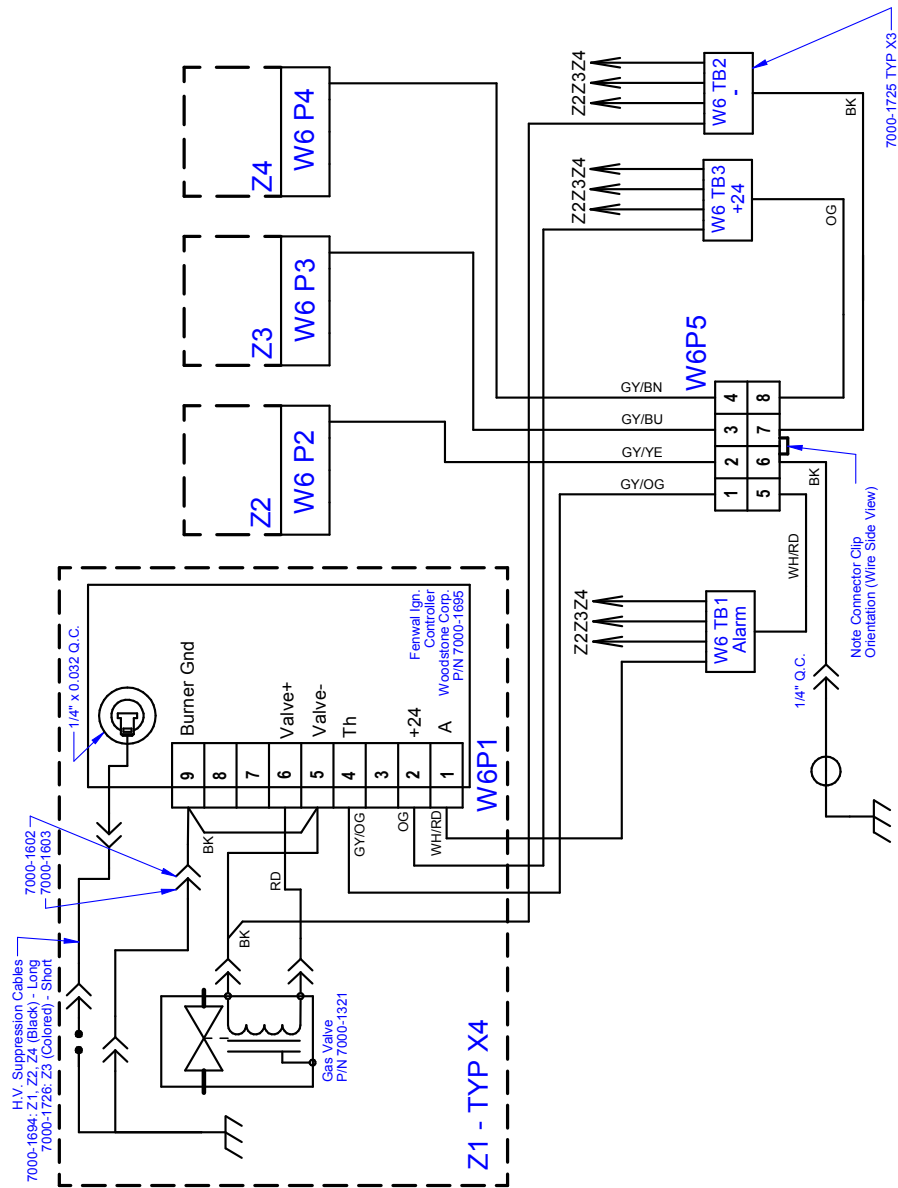 H.V. Suppression Cables
7000-1694: Z1, Z2, Z4 (Black) - Long
7000-1726: Z3 (Colored) - Short
7000-1602
7000-1603
1/4" x 0.032 Q.C.
Z1 - TYP X4
Gas Valve
P/N 7000-1321
BK
RD
BK
GY/OG
OG
WH/RD
W6P1
9 Burner Gnd
8
7
6 Valve+
5 Valve-
4 Th
3
2 +24
1 A
Fenwal Ign.
Controller
Woodstone Corp.
P/N 7000-1695
Z2
W6 P2
Z3
W6 P3
Z4
W6 P4
Z2Z3Z4
W6 TB1
Alarm
Z2Z3Z4
W6 TB3
+24
Z2Z3Z4
W6 TB2
-
7000-1725 TYP X3
GY/OG
GY/YE
GY/BU
GY/BN
W6P5
1 2 3 4
5 6 7 8
WH/RD
BK
OG
BK
1/4" Q.C.
Note Connector Clip
Orientation (Wire Side View)